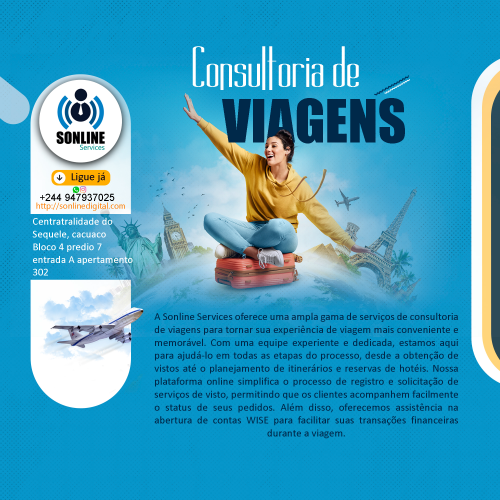 Consultoria de
VIAGENS
SONLINE
Services
Ligue já
+244 947937025
http://sonlinedigital.com
Centratralidade do
Sequele, cacuaco
Bloco 4 predio 7
entrada A apertamento
302
A Sonline Services oferece uma ampla gama de serviços de consultoria
de viagens para tornar sua experiência de viagem mais conveniente e
memorável. Com uma equipe experiente e dedicada, estamos aqui
para ajudá-lo em todas as etapas do processo, desde a obtenção de
vistos até o planejamento de itinerários e reservas de hotéis. Nossa
plataforma online simplifica o processo de registro e solicitação de
serviços de visto, permitindo que os clientes acompanhem facilmente
o status de seus pedidos. Além disso, oferecemos assistência na
abertura de contas WISE para facilitar suas transações financeiras
durante a viagem.